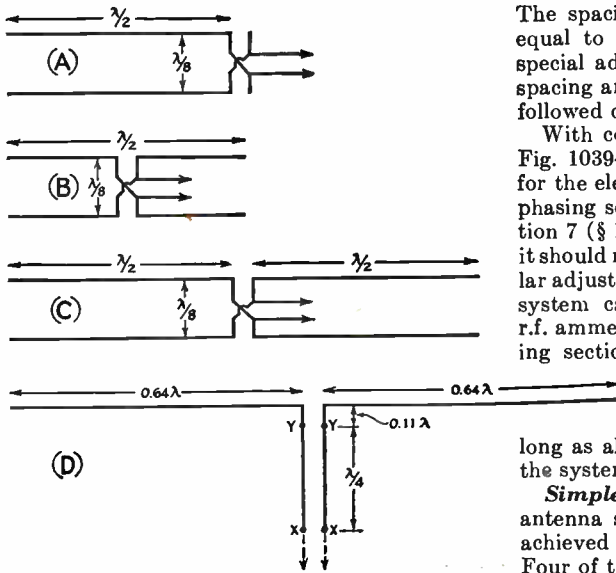 λ/2
(A)
λ/8
λ/2
(B)
λ/8
λ/2
λ/2
(C)
λ/8
0.64λ
0.64λ
Y
Y
0.11λ
(D)
λ/4
X
X
The spaci
equal to
special ad
spacing an
followed o
With co
Fig. 1039-
for the ele
phasing se
tion 7 (§
it should n
lar adjust
system ca
r.f. amme
ing sectio
long as al
the system
Simple
antenna s
achieved
Four of t